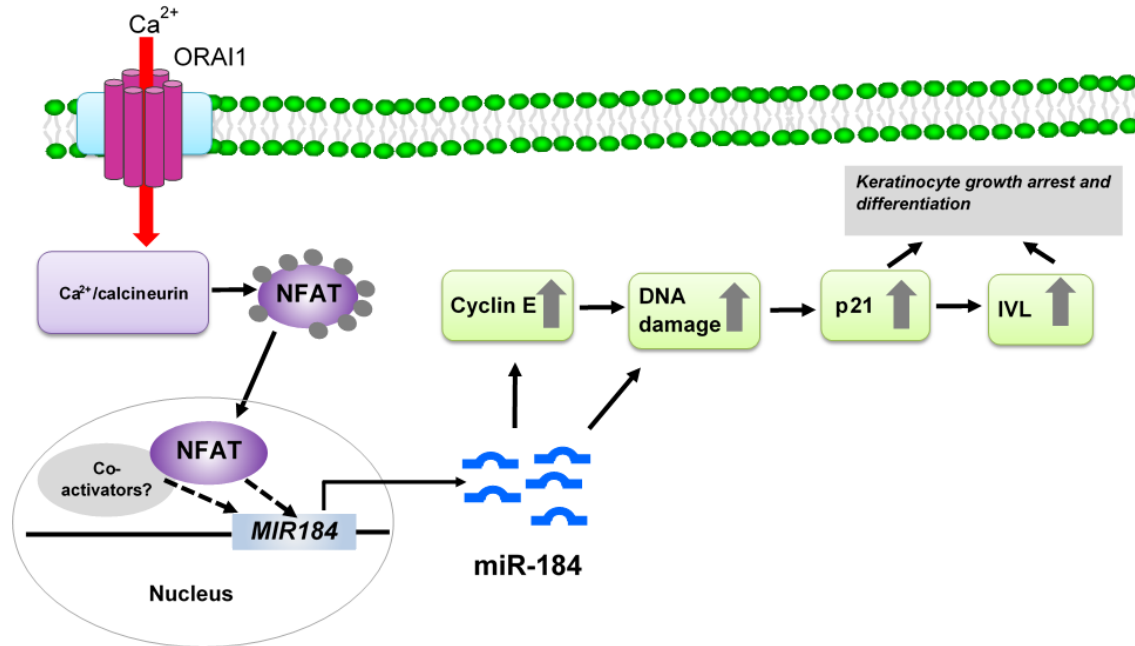 Ca²⁺
ORAI1
Keratinocyte growth arrest and
differentiation
Ca²⁺/calcineurin
NFAT
Cyclin E
DNA
damage
p21
IVL
NFAT
Co-
activators?
MIR184
miR-184
Nucleus